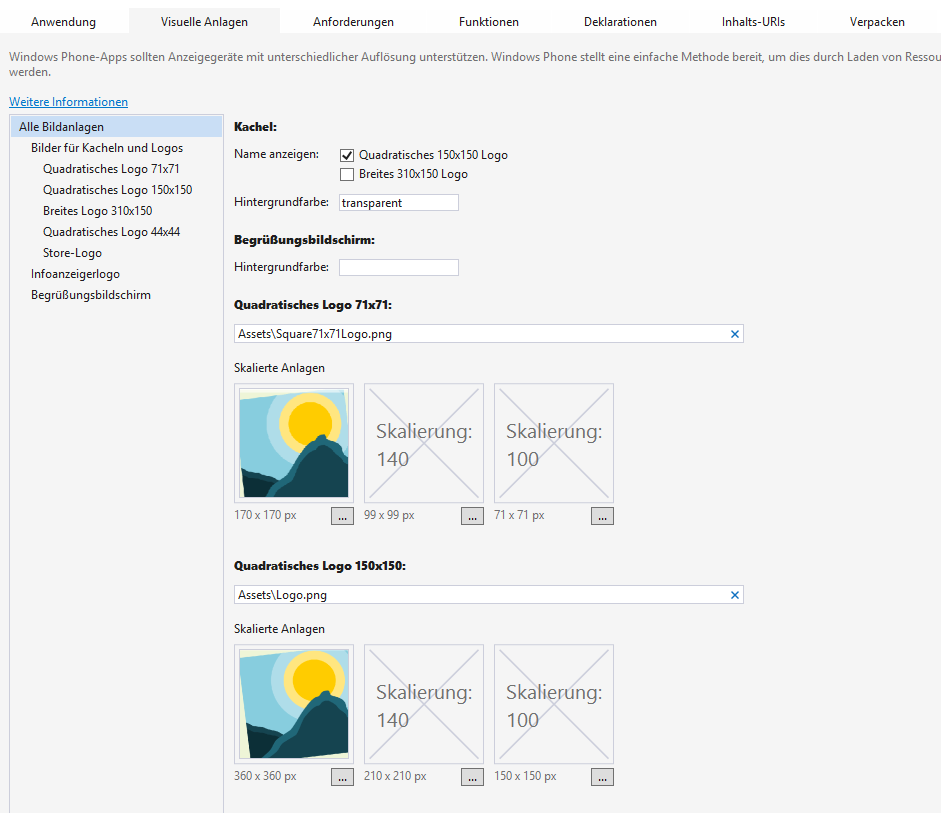 Anwendung
Visuelle Anlagen
Anforderungen
Funktionen
Deklarationen
Inhalts-URIs
Verpacken
Windows Phone-Apps sollten Anzeigegeräte mit unterschiedlicher Auflösung unterstützen. Windows Phone stellt eine einfache Methode bereit, um dies durch Laden von Ressou
werden.
Weitere Informationen
Alle Bildanlagen
Bilder für Kacheln und Logos
Quadratisches Logo 71x71
Quadratisches Logo 150x150
Breites Logo 310x150
Quadratisches Logo 44x44
Store-Logo
Infoanzeigerlogo
Begrüßungsbildschirm
Kachel:
Name anzeigen:
Quadratisches 150x150 Logo
Breites 310x150 Logo
Hintergrundfarbe:
transparent
Begrüßungsbildschirm:
Hintergrundfarbe:
Quadratisches Logo 71x71:
Assets\Square71x71Logo.png
Skalierte Anlagen
Skalierung:
140
Skalierung:
100
170 x 170 px
...
99 x 99 px
...
71 x 71 px
...
Quadratisches Logo 150x150:
Assets\Logo.png
Skalierte Anlagen
Skalierung:
140
Skalierung:
100
360 x 360 px
...
210 x 210 px
...
150 x 150 px
...